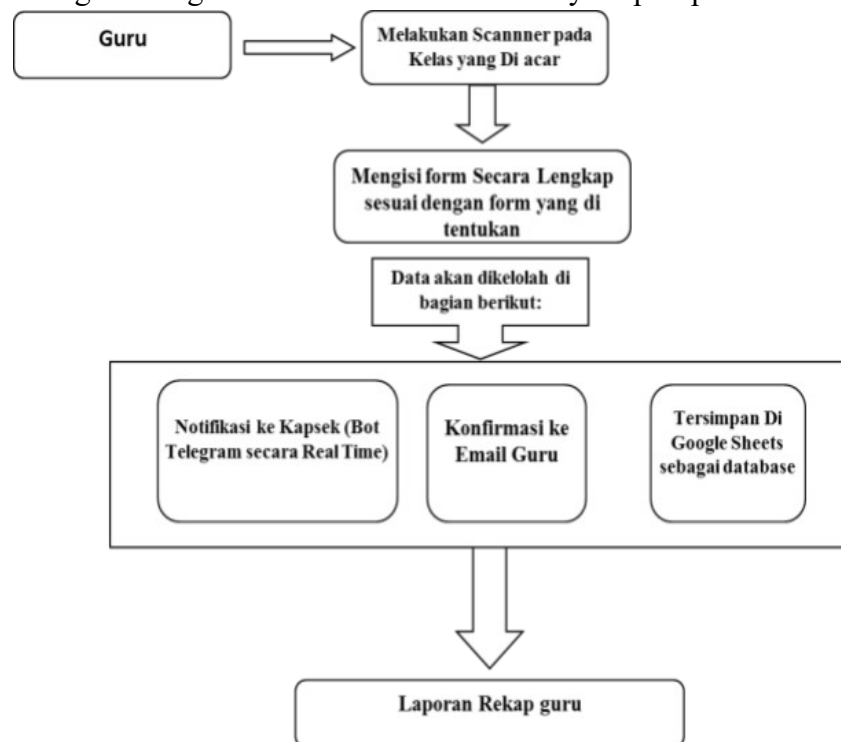 Guru
Melakukan Scannner pada
Kelas yang Di acar
Mengisi form Secara Lengkap
sesuai dengan form yang di
tentukan
Data akan dikelolah di
bagian berikut:
Notifikasi ke Kapsek (Bot
Telegram secara Real Time)
Konfirmasi ke
Email Guru
Tersimpan Di
Google Sheets
sebagai database
Laporan Rekap guru